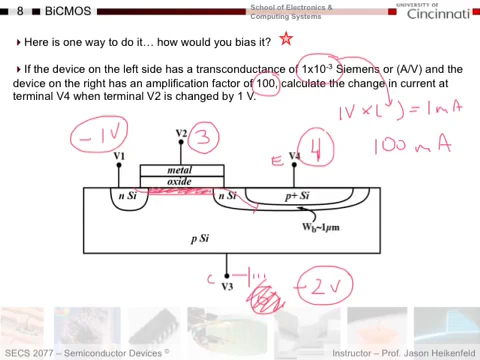 8 BiCMOS
School of Electronics &
Computing Systems
UNIVERSITY OF
Cincinnati
Here is one way to do it… how would you bias it?
If the device on the left side has a transconductance of 1x10⁻³ Siemens or (A/V) and the
device on the right has an amplification factor of 100, calculate the change in current at
terminal V4 when terminal V2 is changed by 1 V.
1V x ( ) = 1mA
100 mA
-1V
V2
3
V1
E V4
4
metal
oxide
n Si
n Si
p+ Si
Wb~1μm
p Si
C
V3
-2V
SECS 2077 – Semiconductor Devices ©
Instructor – Prof. Jason Heikenfeld